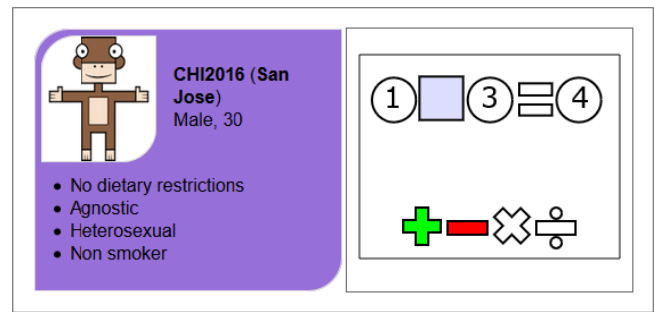 CHI2016 (San
Jose)
Male, 30
• No dietary restrictions
• Agnostic
• Heterosexual
• Non smoker
1 3 = 4
+ − × ÷